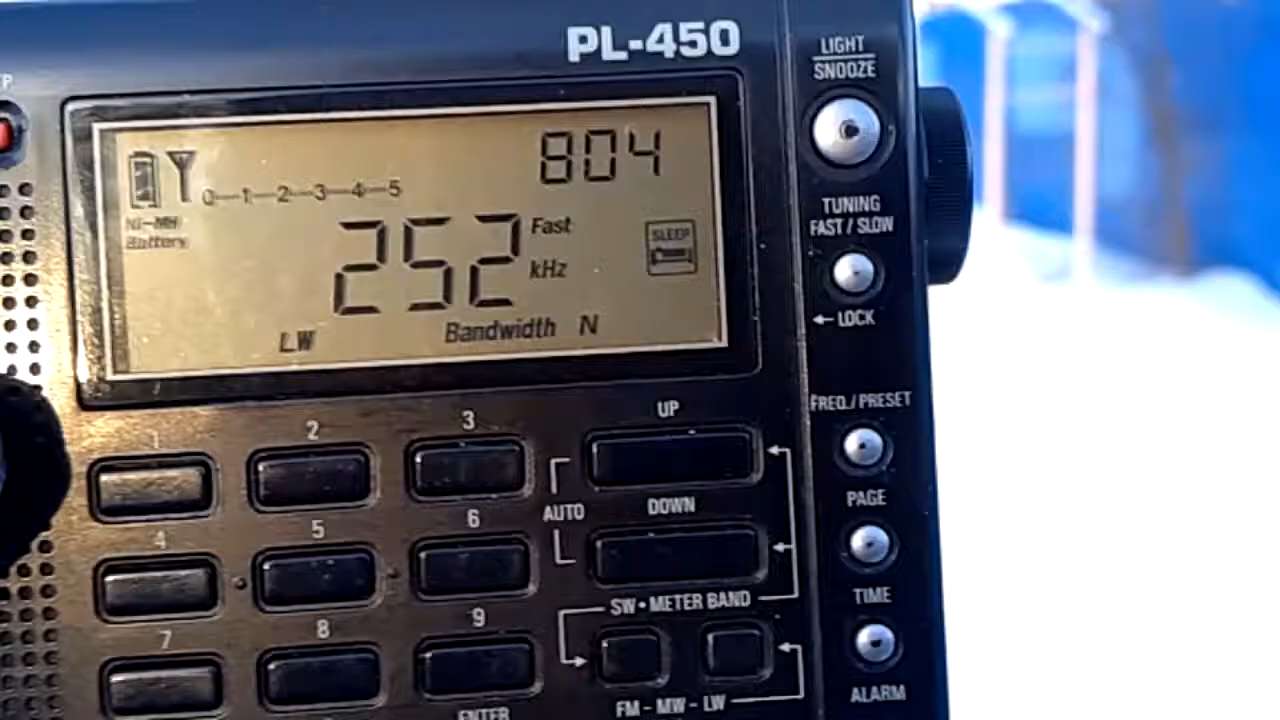 PL-450
LIGHT
SNOOZE
804
0—1—2—3—4—5
Ni-MH
Battery
252
Fast
kHz
SLEEP
LW
Bandwidth N
TUNING
FAST / SLOW
LOCK
FREQ./PRESET
PAGE
TIME
ALARM
1
2
3
UP
4
5
6
AUTO
DOWN
7
8
9
SW • METER BAND
ENTER
FM - MW - LW